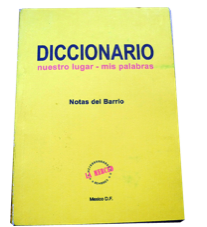 DICCIONARIO
nuestro lugar - mis palabras
Notas del Barrio
Mexico D.F.